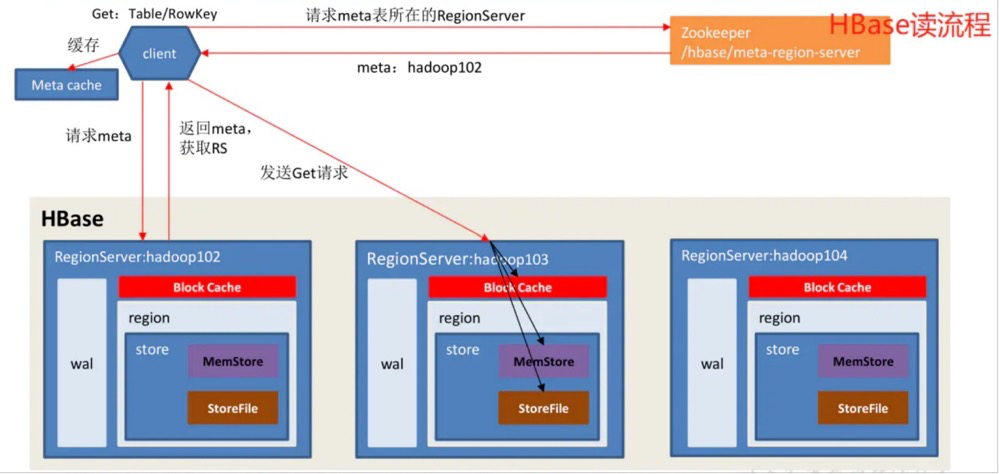 Get：Table/RowKey
请求meta表所在的RegionServer
HBase读流程
Zookeeper
/hbase/meta-region-server
缓存
client
meta：hadoop102
Meta cache
请求meta
返回meta，
获取RS
发送Get请求
HBase
RegionServer:hadoop102
Block Cache
region
wal
store
MemStore
StoreFile
RegionServer:hadoop103
Block Cache
region
wal
store
MemStore
StoreFile
RegionServer:hadoop104
Block Cache
region
wal
store
MemStore
StoreFile